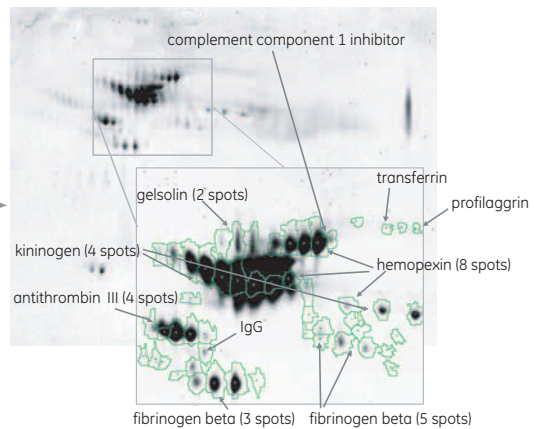 complement component 1 inhibitor
transferrin
gelsolin (2 spots)
profilaggrin
kininogen (4 spots)
hemopexin (8 spots)
antithrombin III (4 spots)
IgG
fibrinogen beta (3 spots)
fibrinogen beta (5 spots)